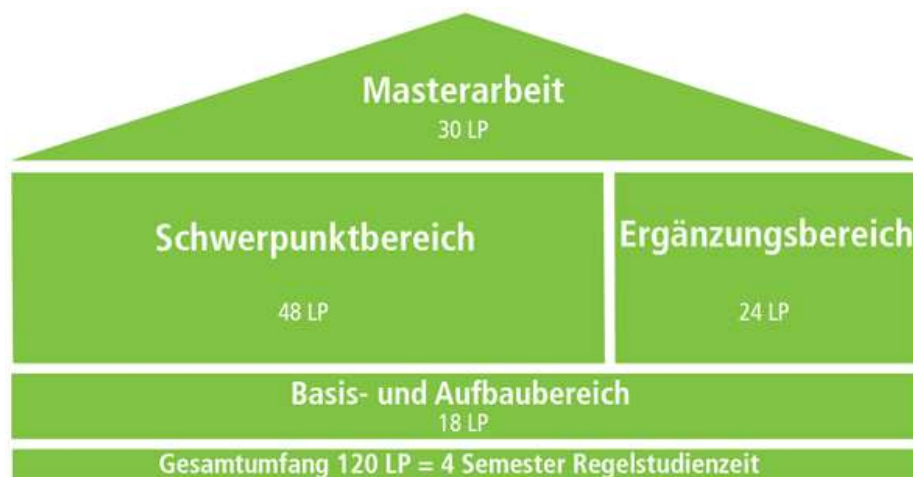 Masterarbeit
30 LP
Schwerpunktbereich
48 LP
Ergänzungsbereich
24 LP
Basis- und Aufbaubereich
18 LP
Gesamtumfang 120 LP = 4 Semester Regelstudienzeit